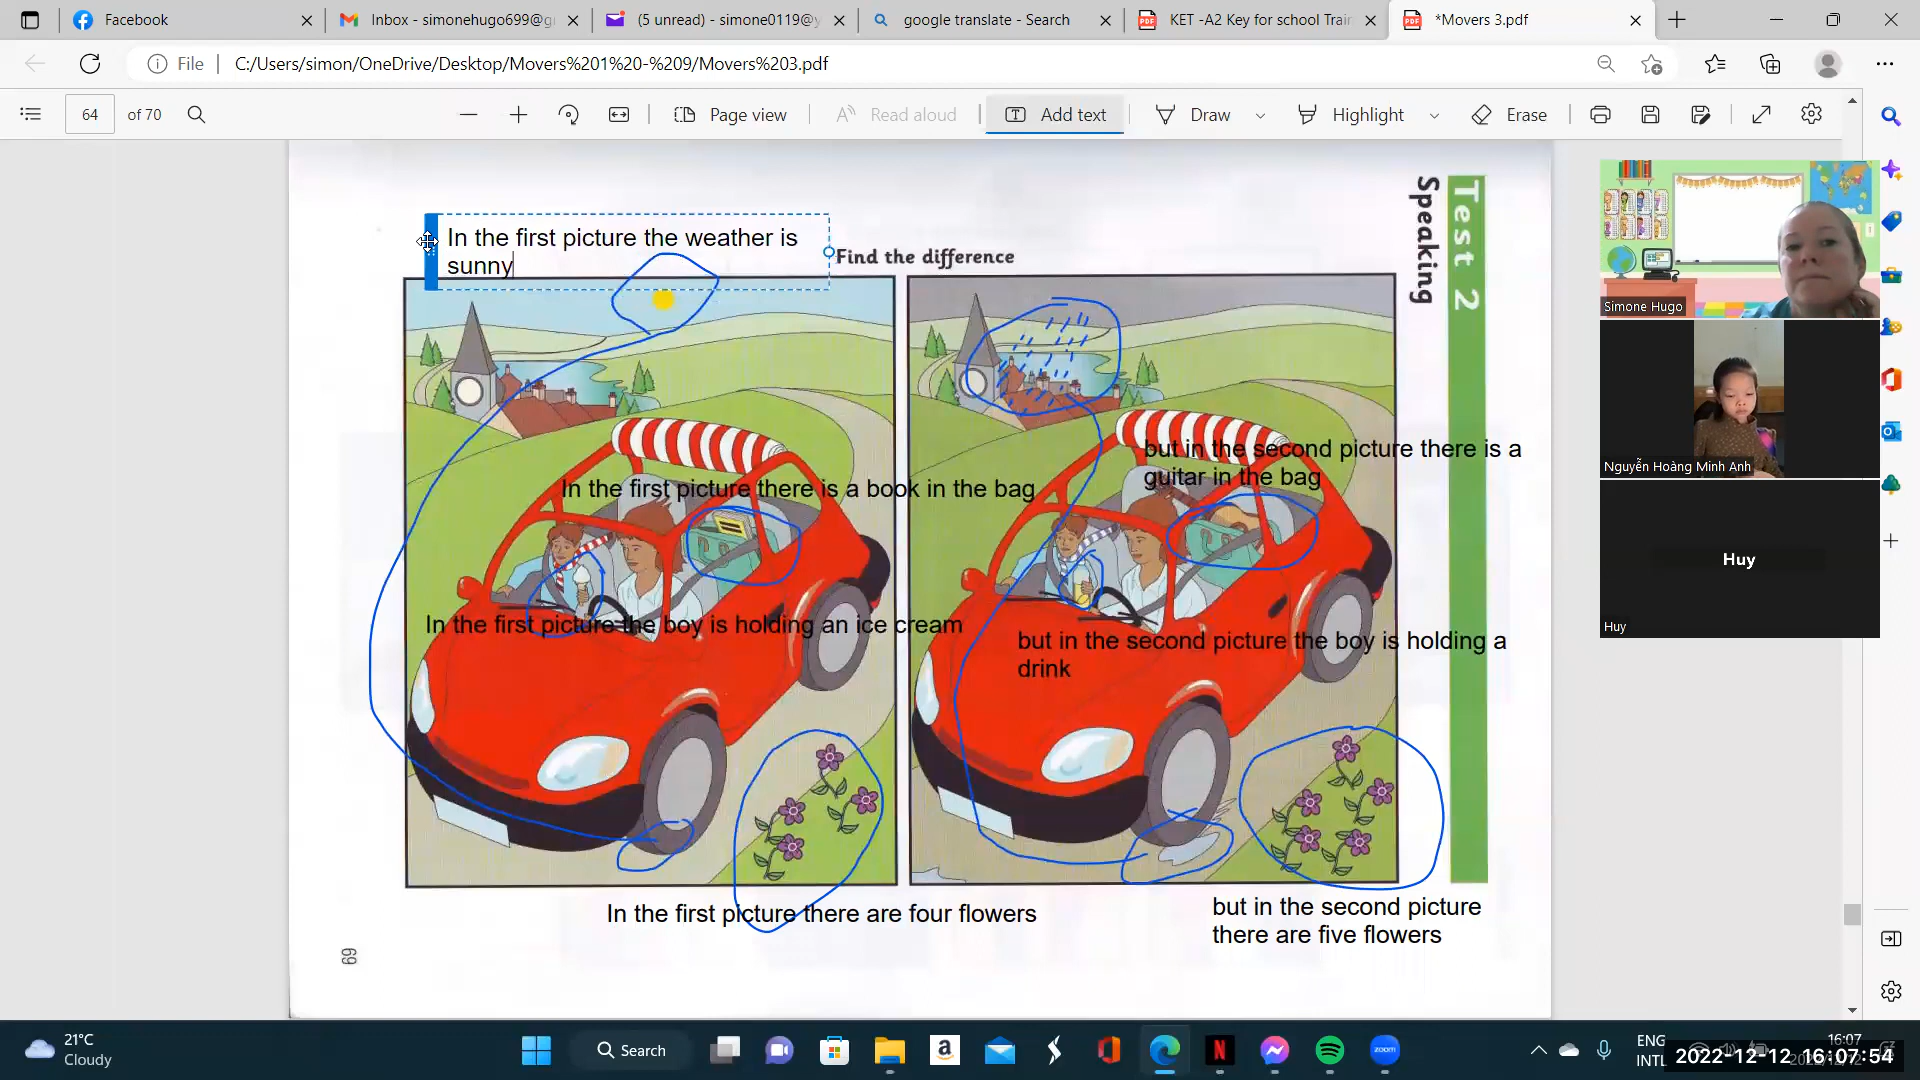 Facebook
Inbox - simonehugo699@g
(5 unread) - simone0119@y
google translate - Search
KET -A2 Key for school Trai
*Movers 3.pdf
File
C:/Users/simon/OneDrive/Desktop/Movers%201%20-%209/Movers%203.pdf
64 of 70
Page view
Read aloud
Add text
Draw
Highlight
Erase
Test 2
Speaking
In the first picture the weather is
sunny
Find the difference
but in the second picture there is a
guitar in the bag
In the first picture there is a book in the bag
In the first picture the boy is holding an ice cream
but in the second picture the boy is holding a
drink
In the first picture there are four flowers
but in the second picture
there are five flowers
69
Simone Hugo
Nguyễn Hoàng Minh Anh
Huy
Huy
21°C
Cloudy
Search
zoom
ENG
INTL
16:07
2022-12-12 16:07:54